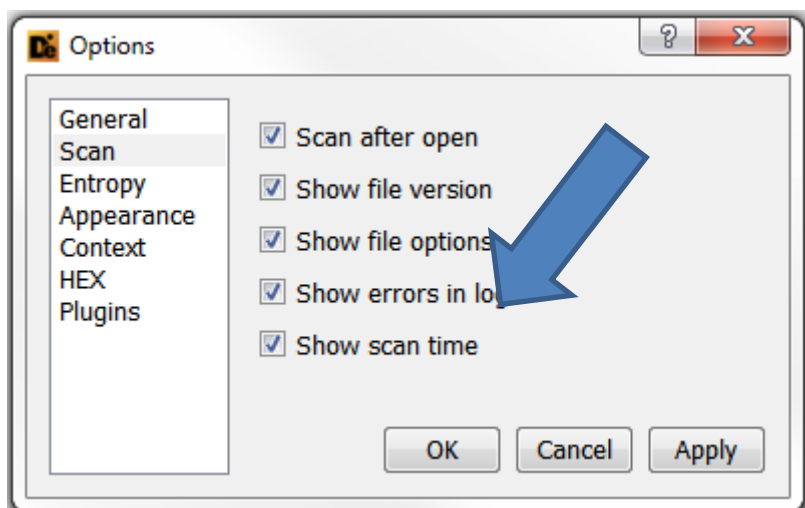 Options
General
Scan
Entropy
Appearance
Context
HEX
Plugins
Scan after open
Show file version
Show file options
Show errors in
Show scan time
OK
Cancel
Apply